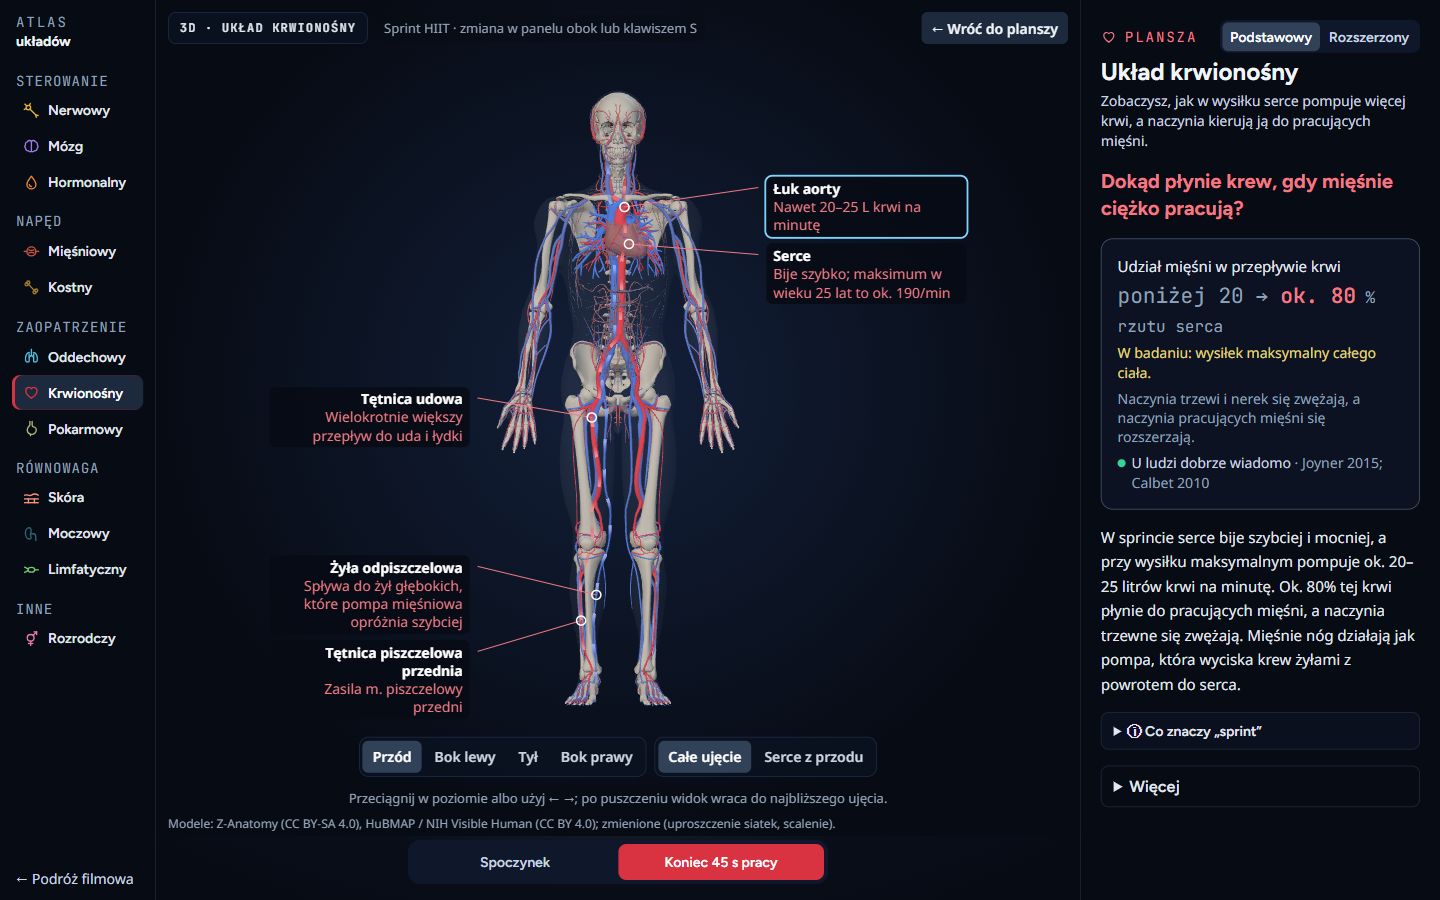 ATLAS
układów
STEROWANIE
Nerwowy
Mózg
Hormonalny
NAPĘD
Mięśniowy
Kostny
ZAOPATRZENIE
Oddechowy
Krwionośny
Pokarmowy
RÓWNOWAGA
Skóra
Moczowy
Limfatyczny
INNE
Rozrodczy
← Podróż filmowa
3D · UKŁAD KRWIONOŚNY
Sprint HIIT · zmiana w panelu obok lub klawiszem S
← Wróć do planszy
Łuk aorty
Nawet 20–25 L krwi na
minutę
Serce
Bije szybko; maksimum w
wieku 25 lat to ok. 190/min
Tętnica udowa
Wielokrotnie większy
przepływ do uda i łydki
Żyła odpiszczelowa
Spływa do żył głębokich,
które pompa mięśniowa
opróżnia szybciej
Tętnica piszczelowa
przednia
Zasila m. piszczelowy
przedni
Przód
Bok lewy
Tył
Bok prawy
Całe ujęcie
Serce z przodu
Przeciągnij w poziomie albo użyj ← →; po puszczeniu widok wraca do najbliższego ujęcia.
Modele: Z-Anatomy (CC BY-SA 4.0), HuBMAP / NIH Visible Human (CC BY 4.0); zmienione (uproszczenie siatek, scalenie).
Spoczynek
Koniec 45 s pracy
PLANSZA
Podstawowy
Rozszerzony
Układ krwionośny
Zobaczysz, jak w wysiłku serce pompuje więcej
krwi, a naczynia kierują ją do pracujących
mięśni.
Dokąd płynie krew, gdy mięśnie
ciężko pracują?
Udział mięśni w przepływie krwi
poniżej 20 → ok. 80 %
rzutu serca
W badaniu: wysiłek maksymalny całego
ciała.
Naczynia trzewi i nerek się zwężają, a
naczynia pracujących mięśni się
rozszerzają.
U ludzi dobrze wiadomo · Joyner 2015;
Calbet 2010
W sprincie serce bije szybciej i mocniej, a
przy wysiłku maksymalnym pompuje ok. 20–
25 litrów krwi na minutę. Ok. 80% tej krwi
płynie do pracujących mięśni, a naczynia
trzewne się zwężają. Mięśnie nóg działają jak
pompa, która wyciska krew żyłami z
powrotem do serca.
▶ ⓘ Co znaczy „sprint”
▶ Więcej